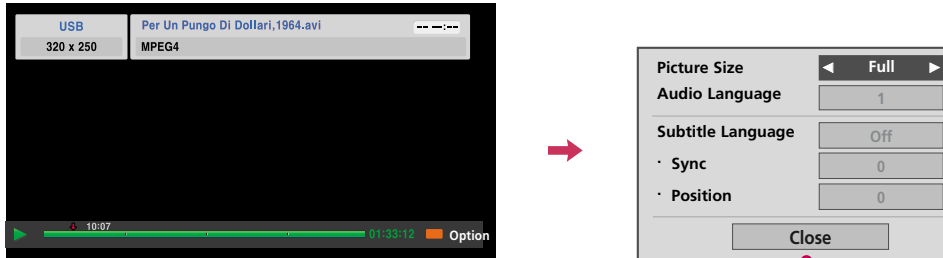 USB
320 x 250
Per Un Pungo Di Dollari,1964.avi
-- --:--
MPEG4
10:07
01:33:12
Option
Picture Size ◀ Full ▶
Audio Language 1
Subtitle Language Off
· Sync 0
· Position 0
Close